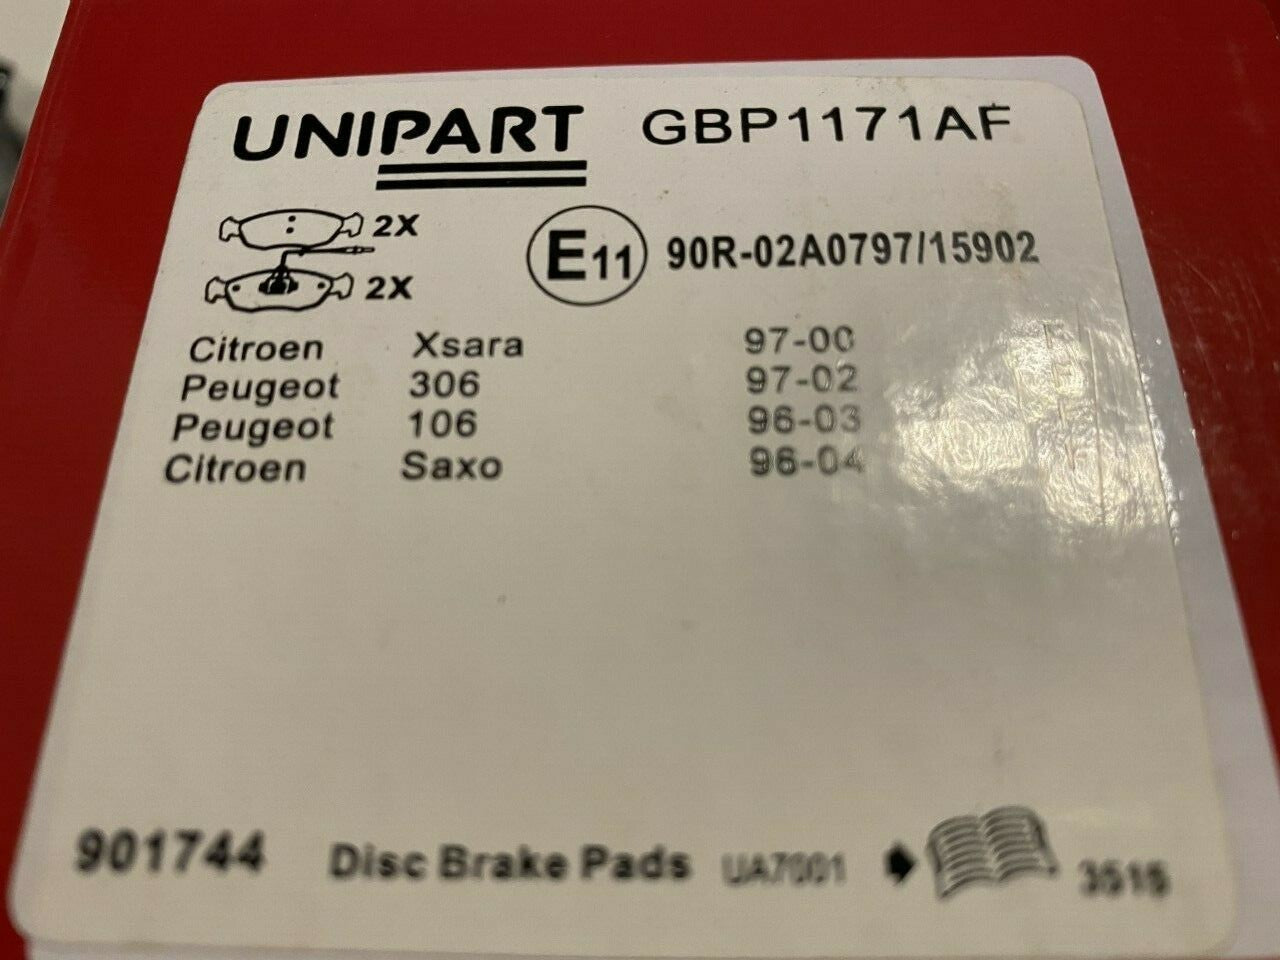 UNIPART GBP1171AF
2X
2X
E11 90R-02A0797/15902
Citroen Xsara 97-00
Peugeot 306 97-02
Peugeot 106 96-03
Citroen Saxo 96-04
901744 Disc Brake Pads UA7001